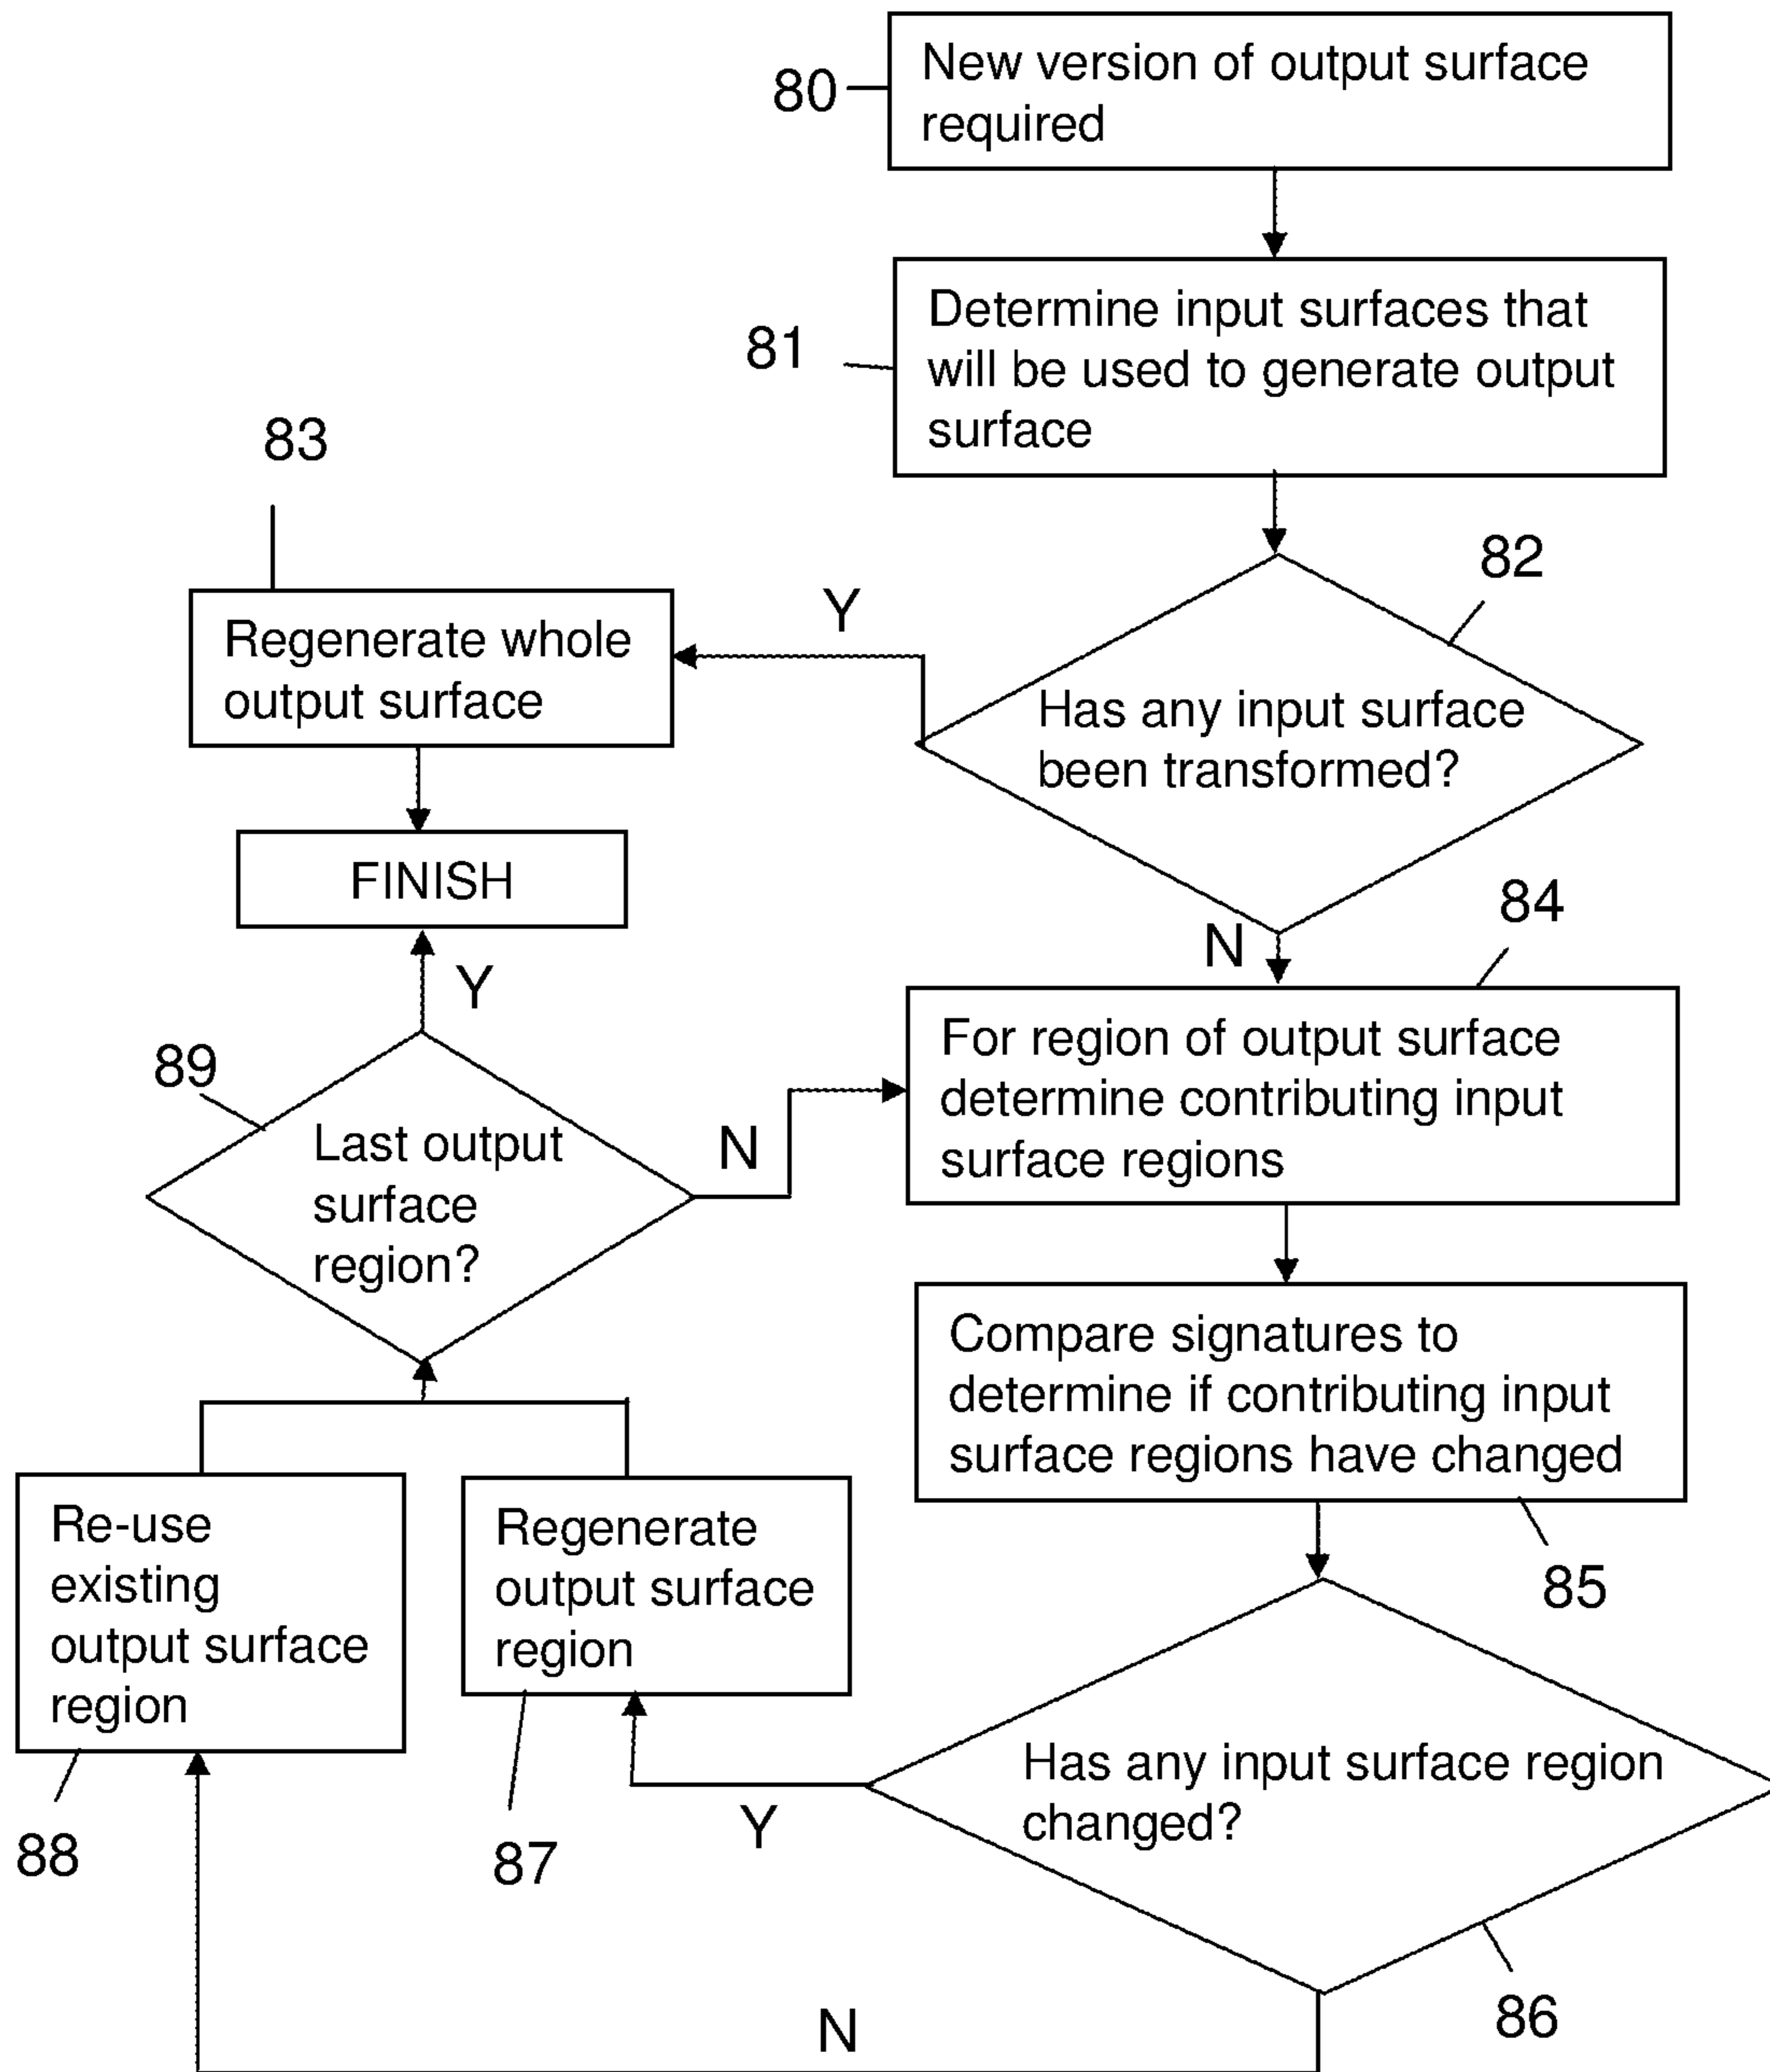 80
New version of output surface
required
81
Determine input surfaces that
will be used to generate output
surface
82
Has any input surface
been transformed?
Y
N
83
Regenerate whole
output surface
FINISH
84
For region of output surface
determine contributing input
surface regions
Compare signatures to
determine if contributing input
surface regions have changed
85
Has any input surface region
changed?
86
Y
N
Regenerate
output surface
region
87
Re-use
existing
output surface
region
88
89
Last output
surface
region?
Y
N